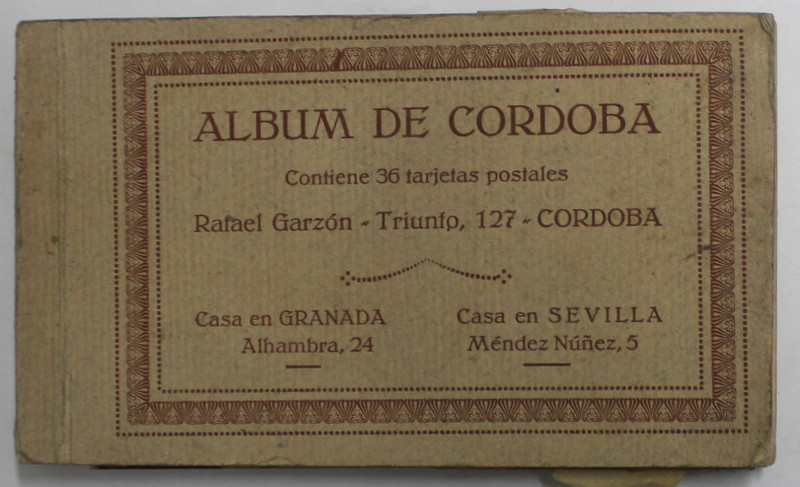 ALBUM DE CORDOBA
Contiene 36 tarjetas postales
Rafael Garzón - Triunfo, 127 - CORDOBA
Casa en GRANADA
Alhambra, 24
Casa en SEVILLA
Méndez Núñez, 5